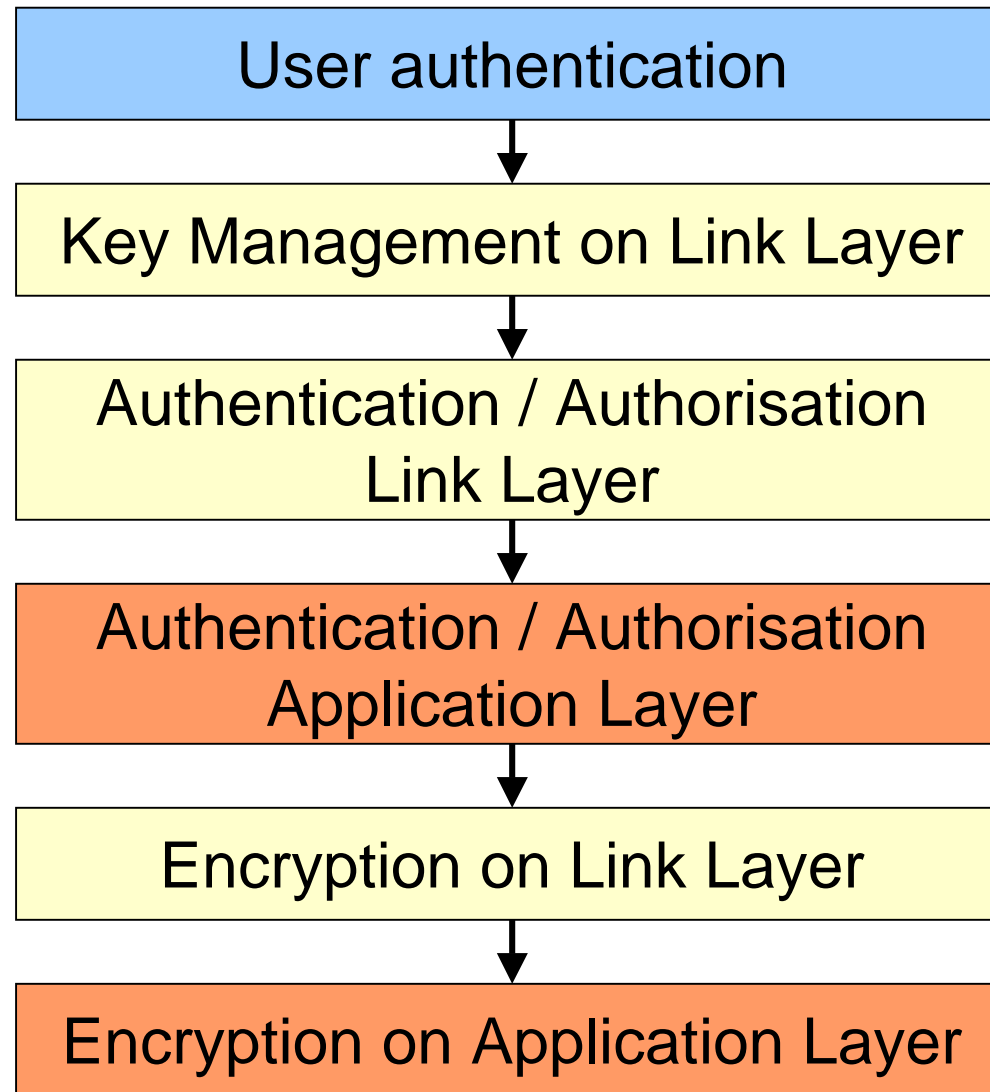 User authentication
Key Management on Link Layer
Authentication / Authorisation
Link Layer
Authentication / Authorisation
Application Layer
Encryption on Link Layer
Encryption on Application Layer